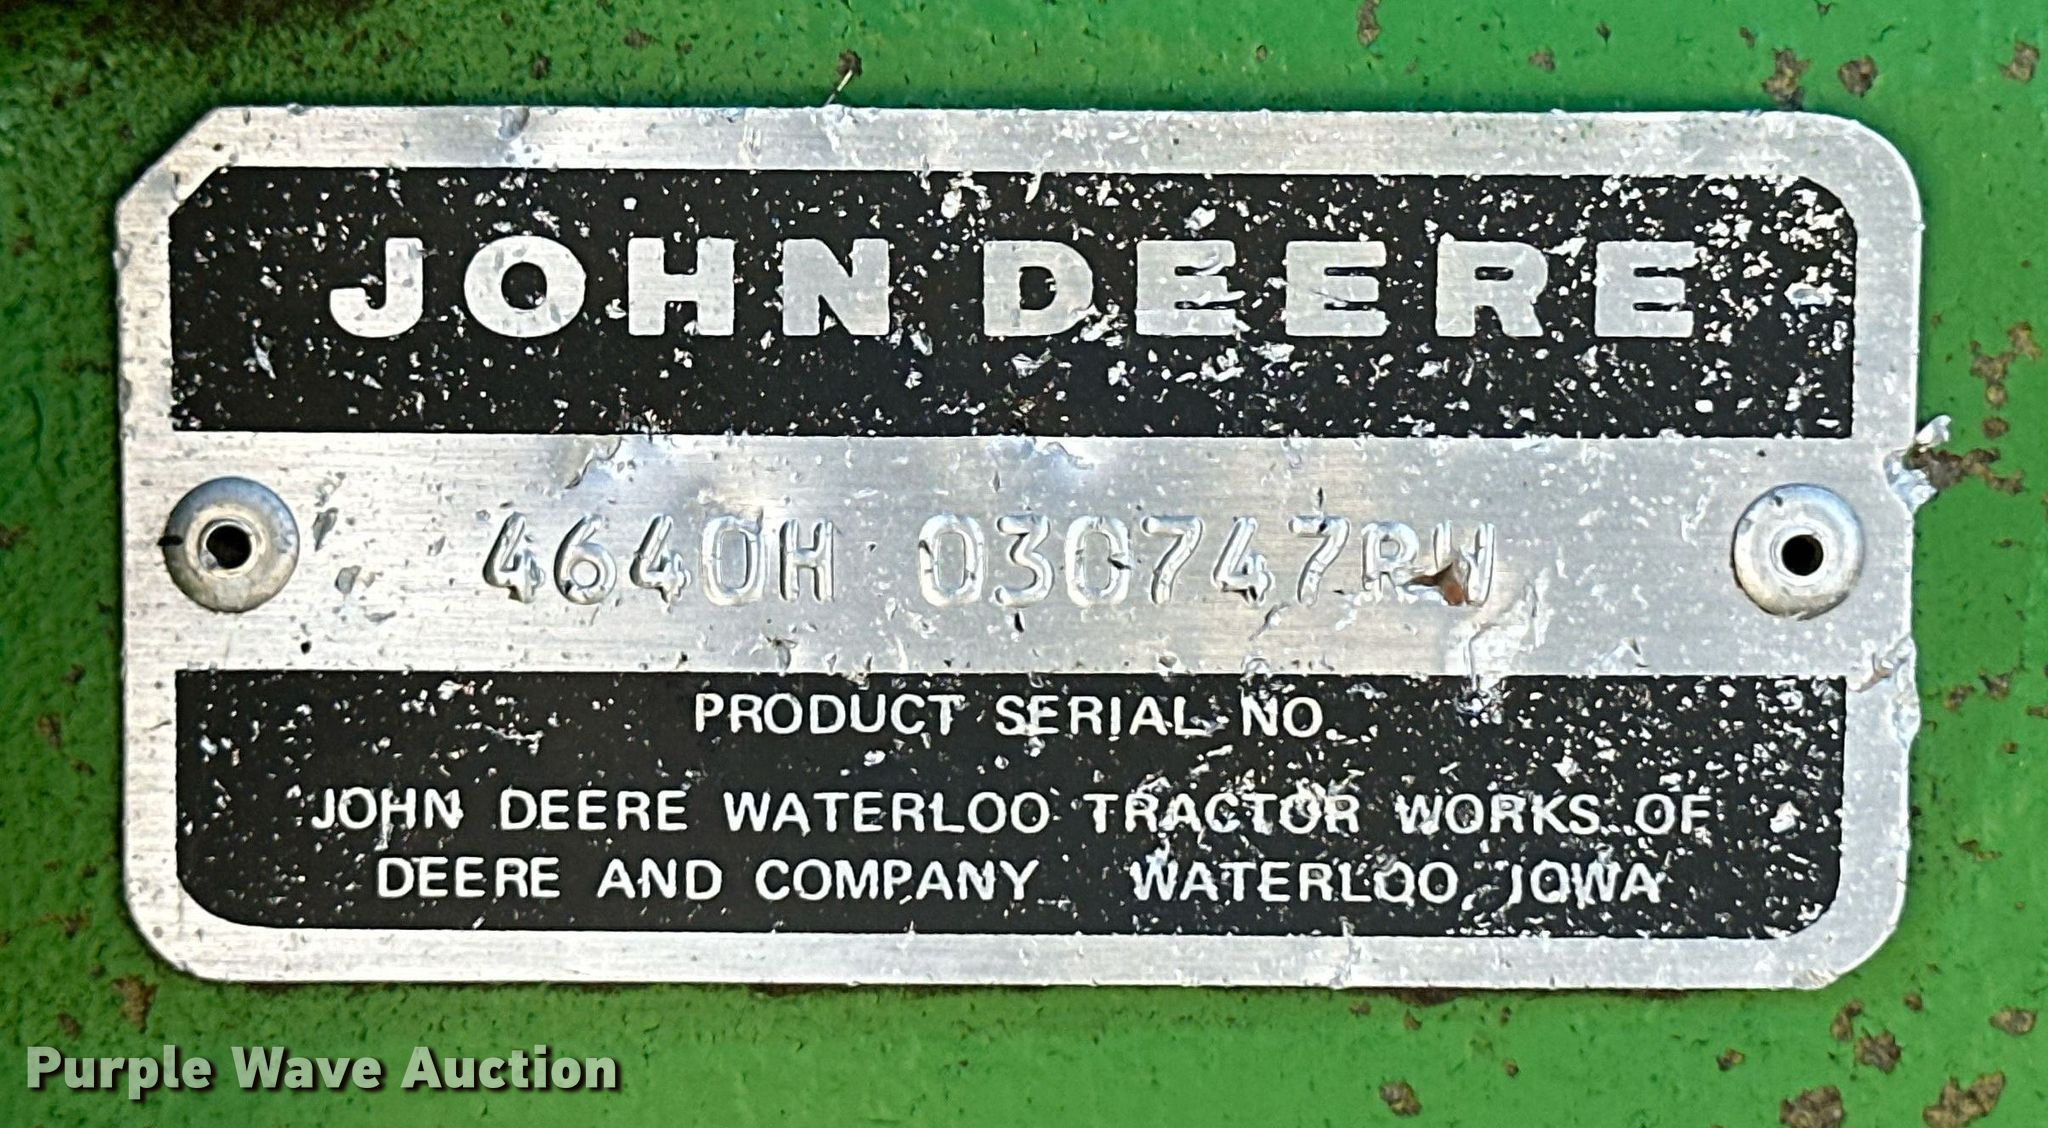 JOHN DEERE
4640H 030747RW
PRODUCT SERIAL NO.
JOHN DEERE WATERLOO TRACTOR WORKS OF
DEERE AND COMPANY WATERLOO, IOWA
Purple Wave Auction